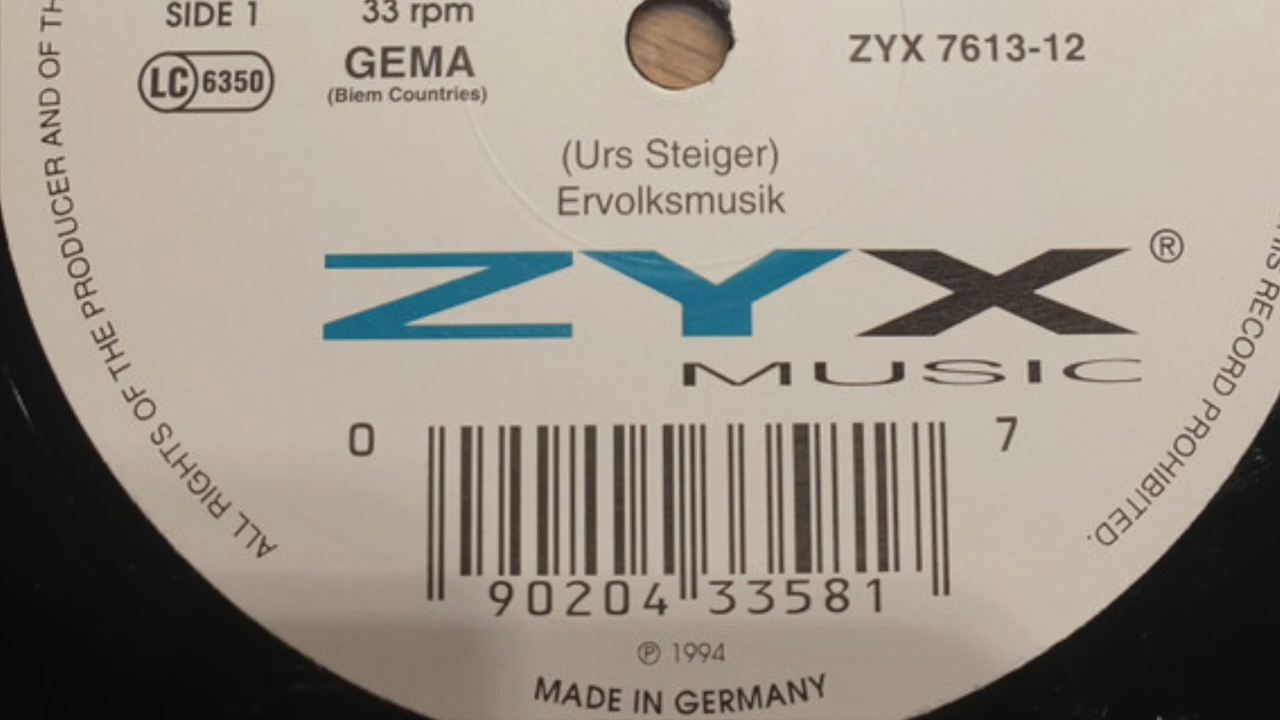 SIDE 1
33 rpm
ZYX 7613-12
LC 6350
GEMA
(Biem Countries)
(Urs Steiger)
Ervolksmusik
ZYX ®
MUSIC
0 90204 33581 7
℗ 1994
MADE IN GERMANY
ALL RIGHTS OF THE PRODUCER AND OF TH
RECORD PROHIBITED.